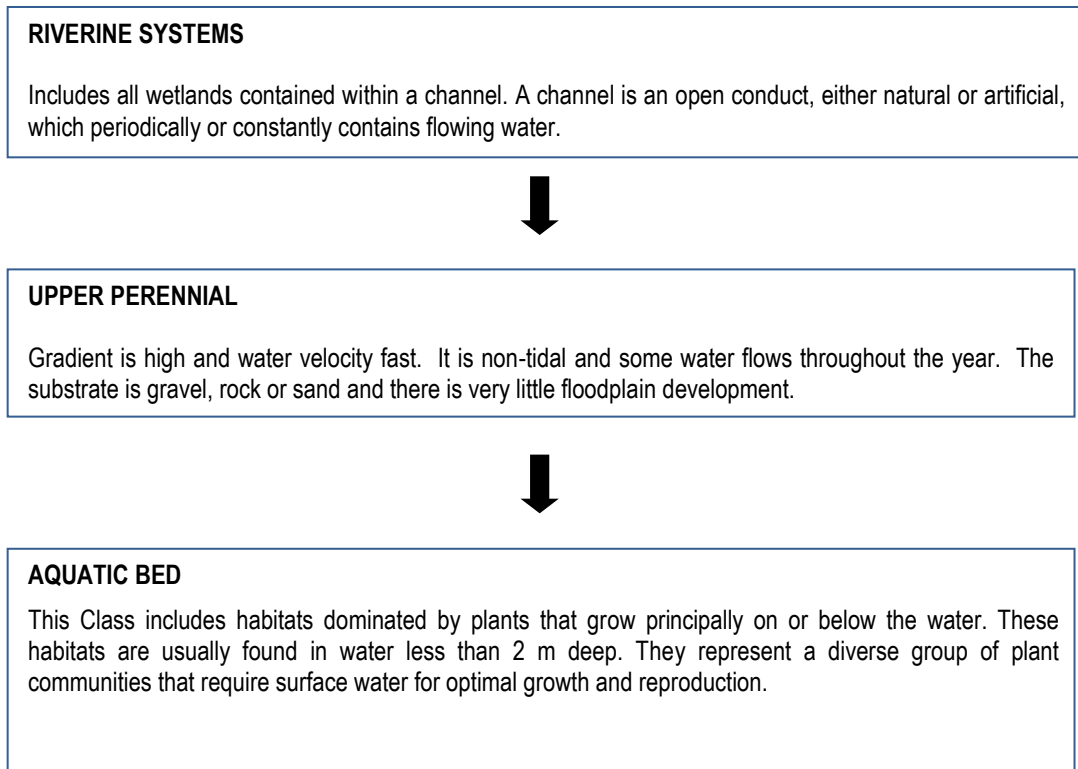 RIVERINE SYSTEMS
Includes all wetlands contained within a channel. A channel is an open conduct, either natural or artificial,
which periodically or constantly contains flowing water.
UPPER PERENNIAL
Gradient is high and water velocity fast. It is non-tidal and some water flows throughout the year. The
substrate is gravel, rock or sand and there is very little floodplain development.
AQUATIC BED
This Class includes habitats dominated by plants that grow principally on or below the water. These
habitats are usually found in water less than 2 m deep. They represent a diverse group of plant
communities that require surface water for optimal growth and reproduction.